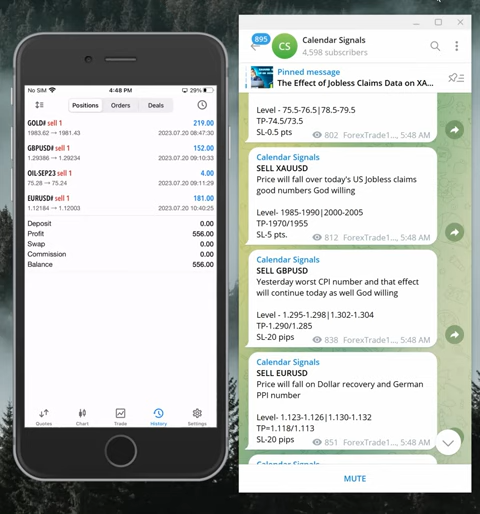 No SIM
4:48 PM
29%
Positions
Orders
Deals
GOLD# sell 1
219.00
1983.62 → 1981.43
2023.07.20 08:47:30
GBPUSD# sell 1
152.00
1.29386 → 1.29234
2023.07.20 09:10:33
OIL-SEP23 sell 1
4.00
75.28 → 75.24
2023.07.20 09:11:29
EURUSD# sell 1
181.00
1.12184 → 1.12003
2023.07.20 10:40:25
Deposit 0.00
Profit 556.00
Swap 0.00
Commission 0.00
Balance 556.00
Quotes
Chart
Trade
History
Settings
895
CS
Calendar Signals
4,598 subscribers
Pinned message
The Effect of Jobless Claims Data on XA...
Level - 75.5-76.5|78.5-79.5
TP-74.5/73.5
SL-0.5 pts
802 ForexTrade1..., 5:48 AM
Calendar Signals
SELL XAUUSD
Price will fall over today's US Jobless claims
good numbers God willing
Level- 1985-1990|2000-2005
TP-1970/1955
SL-5 pts.
812 ForexTrade1..., 5:48 AM
Calendar Signals
SELL GBPUSD
Yesterday worst CPI number and that effect
will continue today as well God willing
Level - 1.295-1.298|1.302-1.304
TP-1.290/1.285
SL-20 pips
838 ForexTrade1..., 5:48 AM
Calendar Signals
SELL EURUSD
Price will fall on Dollar recovery and German
PPI number
Level- 1.123-1.126|1.130-1.132
TP=1.118/1.113
SL-20 pips
851 ForexTrade1..., 5:48 AM
MUTE